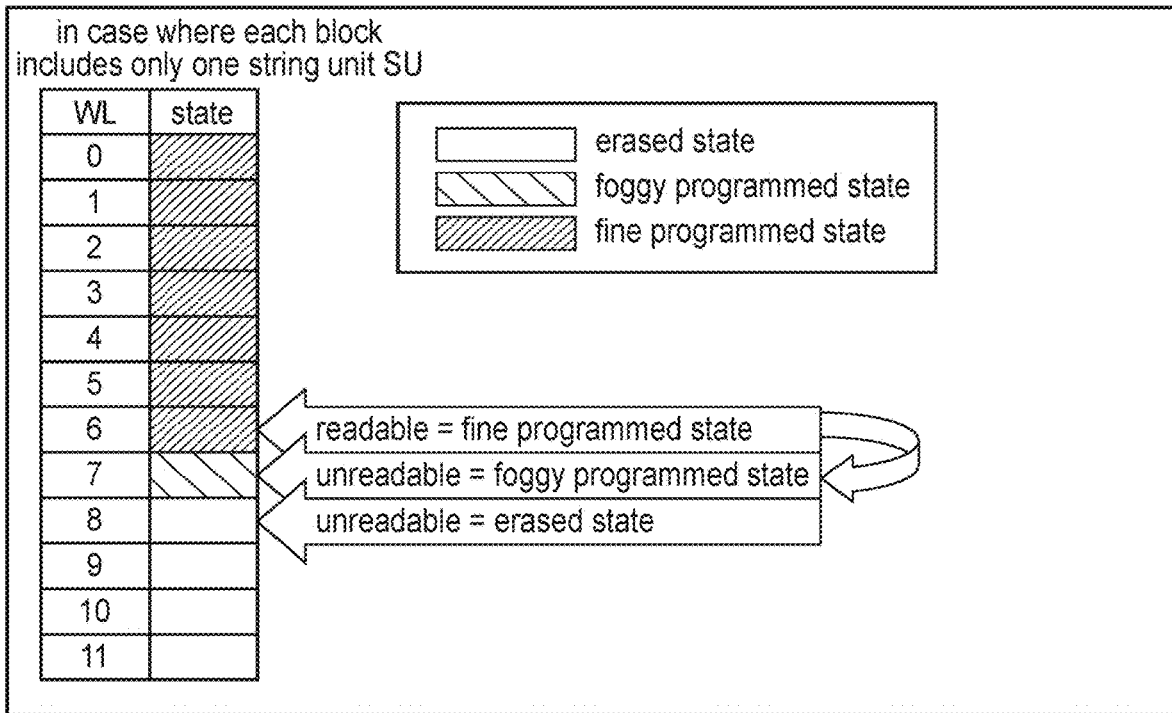 in case where each block
includes only one string unit SU
WL state
0
1
2
3
4
5
6
7
8
9
10
11
erased state
foggy programmed state
fine programmed state
readable = fine programmed state
unreadable = foggy programmed state
unreadable = erased state